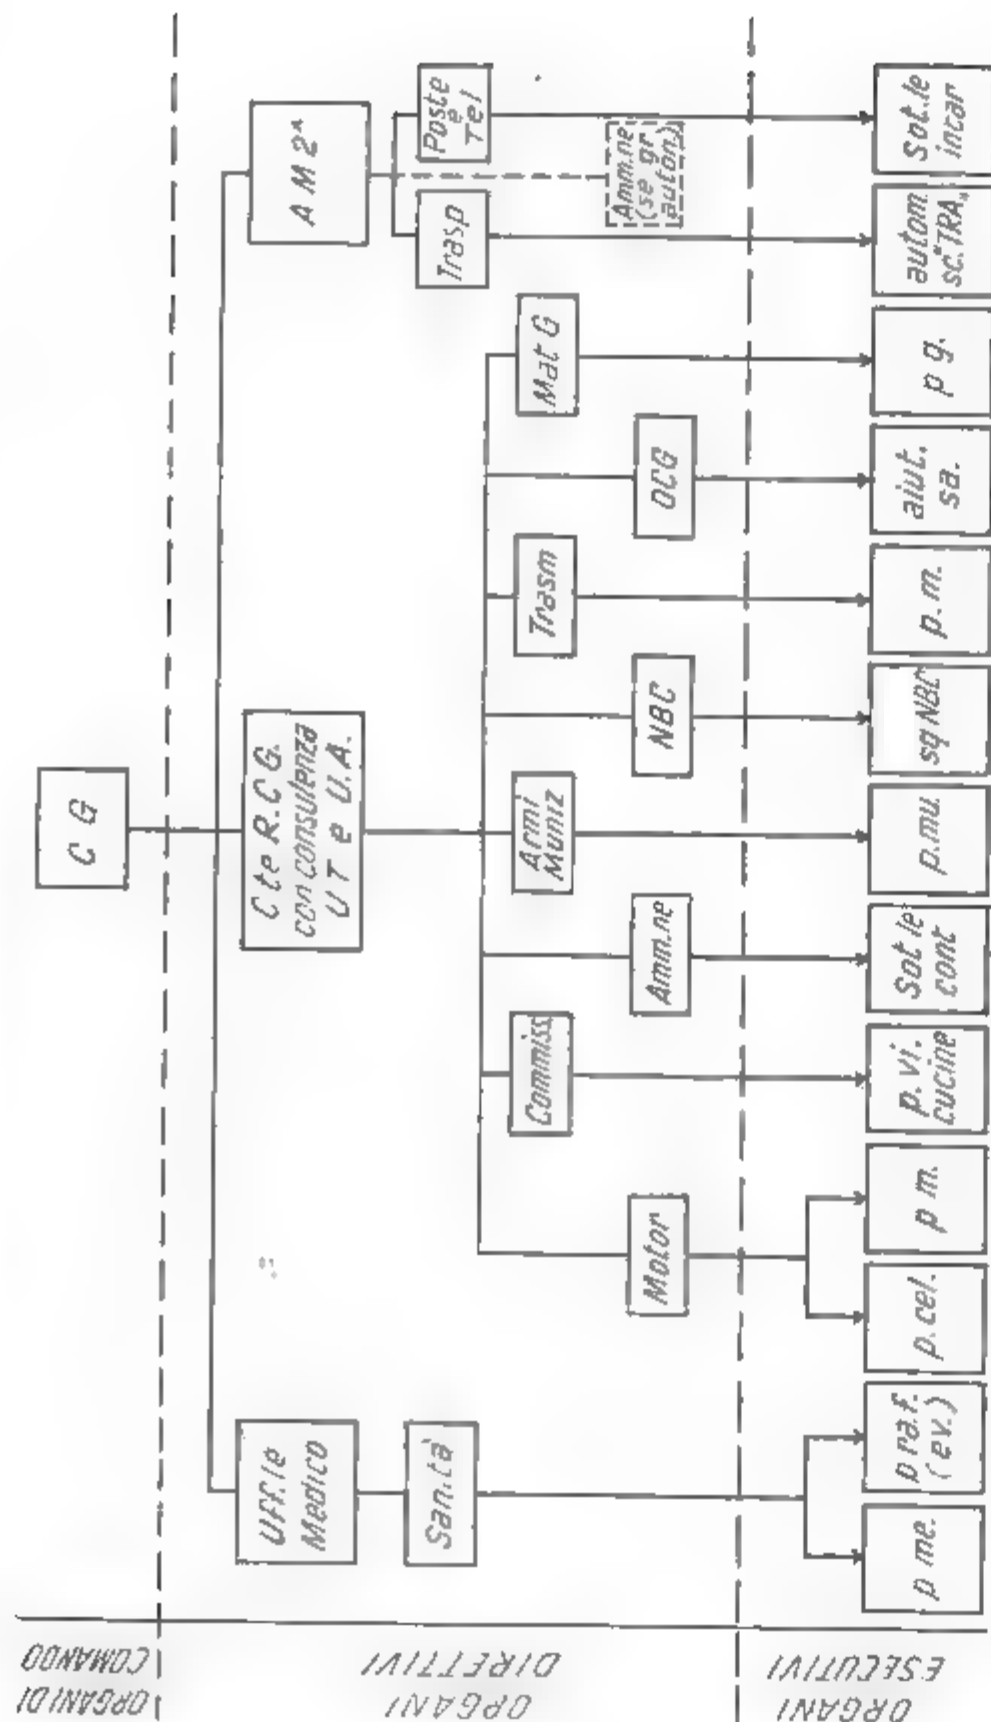 ORGANI DI
COMANDO
C G
ORGANI
DIRETTIVI
Uff.le
Medico
C te R.C G.
con consulenza
U T e U.A.
A M 2ª
San.tà
Trasp
Poste
e
Tel
Commiss
Armi
Muniz
Trasm
Mat G
Motor
Amm.ne
NBC
OCG
Amm.ne
(se gr
auton.)
ORGANI
ESECUTIVI
p me.
p ra.f.
(ev.)
p.cel.
p m.
p.vi.
cucine
Sot le
cont
p.mu.
sq NBC
p.m.
aiut.
sa.
p g.
autom.
sc."TRA"
Sot.le
incar